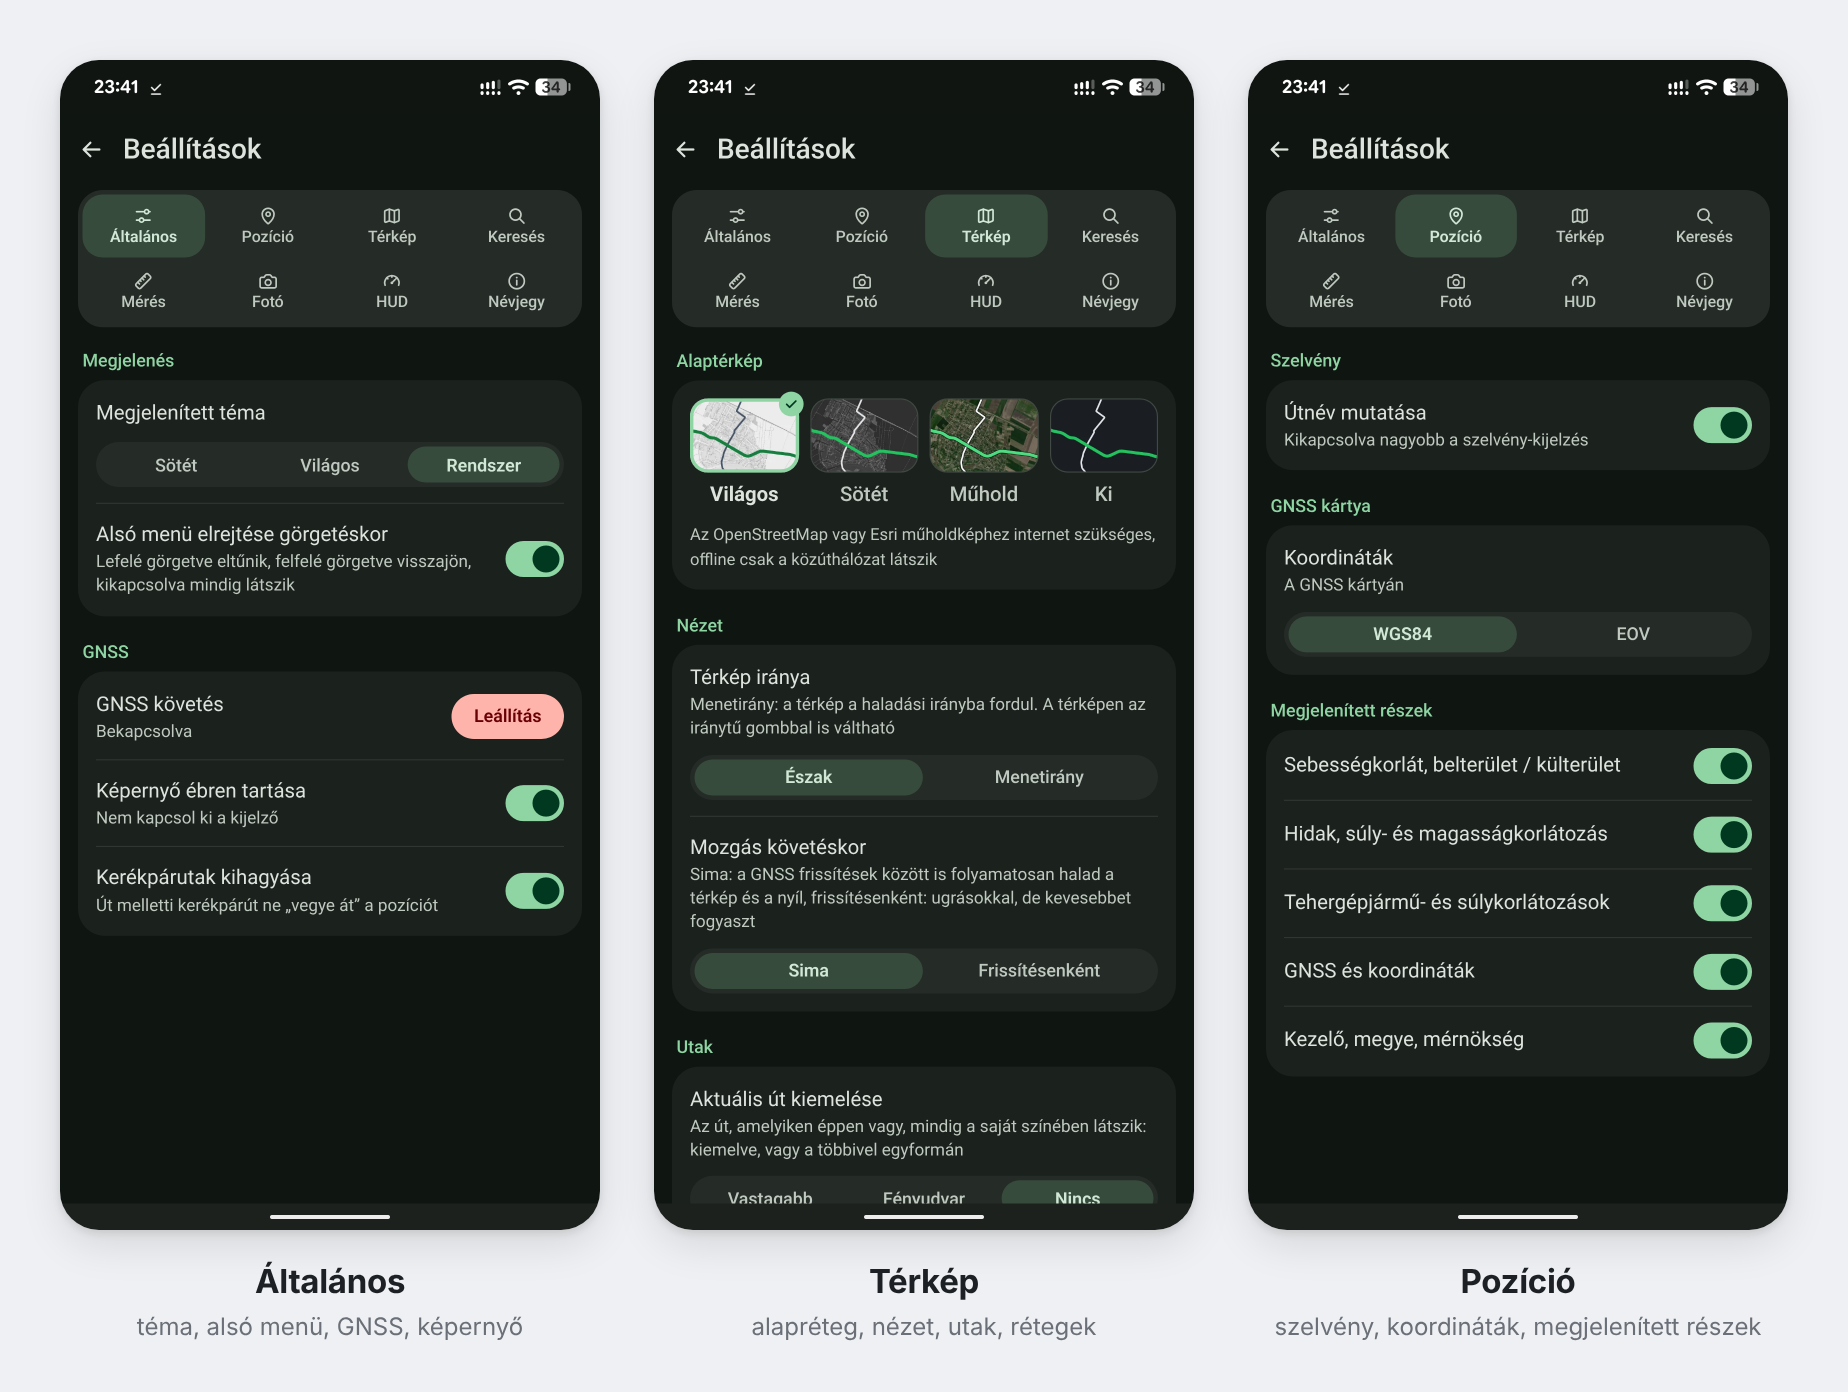 23:41
34
Beállítások
Általános
Pozíció
Térkép
Keresés
Mérés
Fotó
HUD
Névjegy
Megjelenés
Megjelenített téma
Sötét
Világos
Rendszer
Alsó menü elrejtése görgetéskor
Lefelé görgetve eltűnik, felfelé görgetve visszajön,
kikapcsolva mindig látszik
GNSS
GNSS követés
Bekapcsolva
Leállítás
Képernyő ébren tartása
Nem kapcsol ki a kijelző
Kerékpárutak kihagyása
Út melletti kerékpárút ne „vegye át” a pozíciót
Általános
téma, alsó menü, GNSS, képernyő
23:41
34
Beállítások
Általános
Pozíció
Térkép
Keresés
Mérés
Fotó
HUD
Névjegy
Alaptérkép
Világos
Sötét
Műhold
Ki
Az OpenStreetMap vagy Esri műholdképhez internet szükséges,
offline csak a közúthálózat látszik
Nézet
Térkép iránya
Menetirány: a térkép a haladási irányba fordul. A térképen az
iránytű gombbal is váltható
Észak
Menetirány
Mozgás követéskor
Sima: a GNSS frissítések között is folyamatosan halad a
térkép és a nyíl, frissítésenként: ugrásokkal, de kevesebbet
fogyaszt
Sima
Frissítésenként
Utak
Aktuális út kiemelése
Az út, amelyiken éppen vagy, mindig a saját színében látszik:
kiemelve, vagy a többivel egyformán
Vastagabb
Fényudvar
Nincs
Térkép
alapréteg, nézet, utak, rétegek
23:41
34
Beállítások
Általános
Pozíció
Térkép
Keresés
Mérés
Fotó
HUD
Névjegy
Szelvény
Útnév mutatása
Kikapcsolva nagyobb a szelvény-kijelzés
GNSS kártya
Koordináták
A GNSS kártyán
WGS84
EOV
Megjelenített részek
Sebességkorlát, belterület / külterület
Hidak, súly- és magasságkorlátozás
Tehergépjármű- és súlykorlátozások
GNSS és koordináták
Kezelő, megye, mérnökség
Pozíció
szelvény, koordináták, megjelenített részek